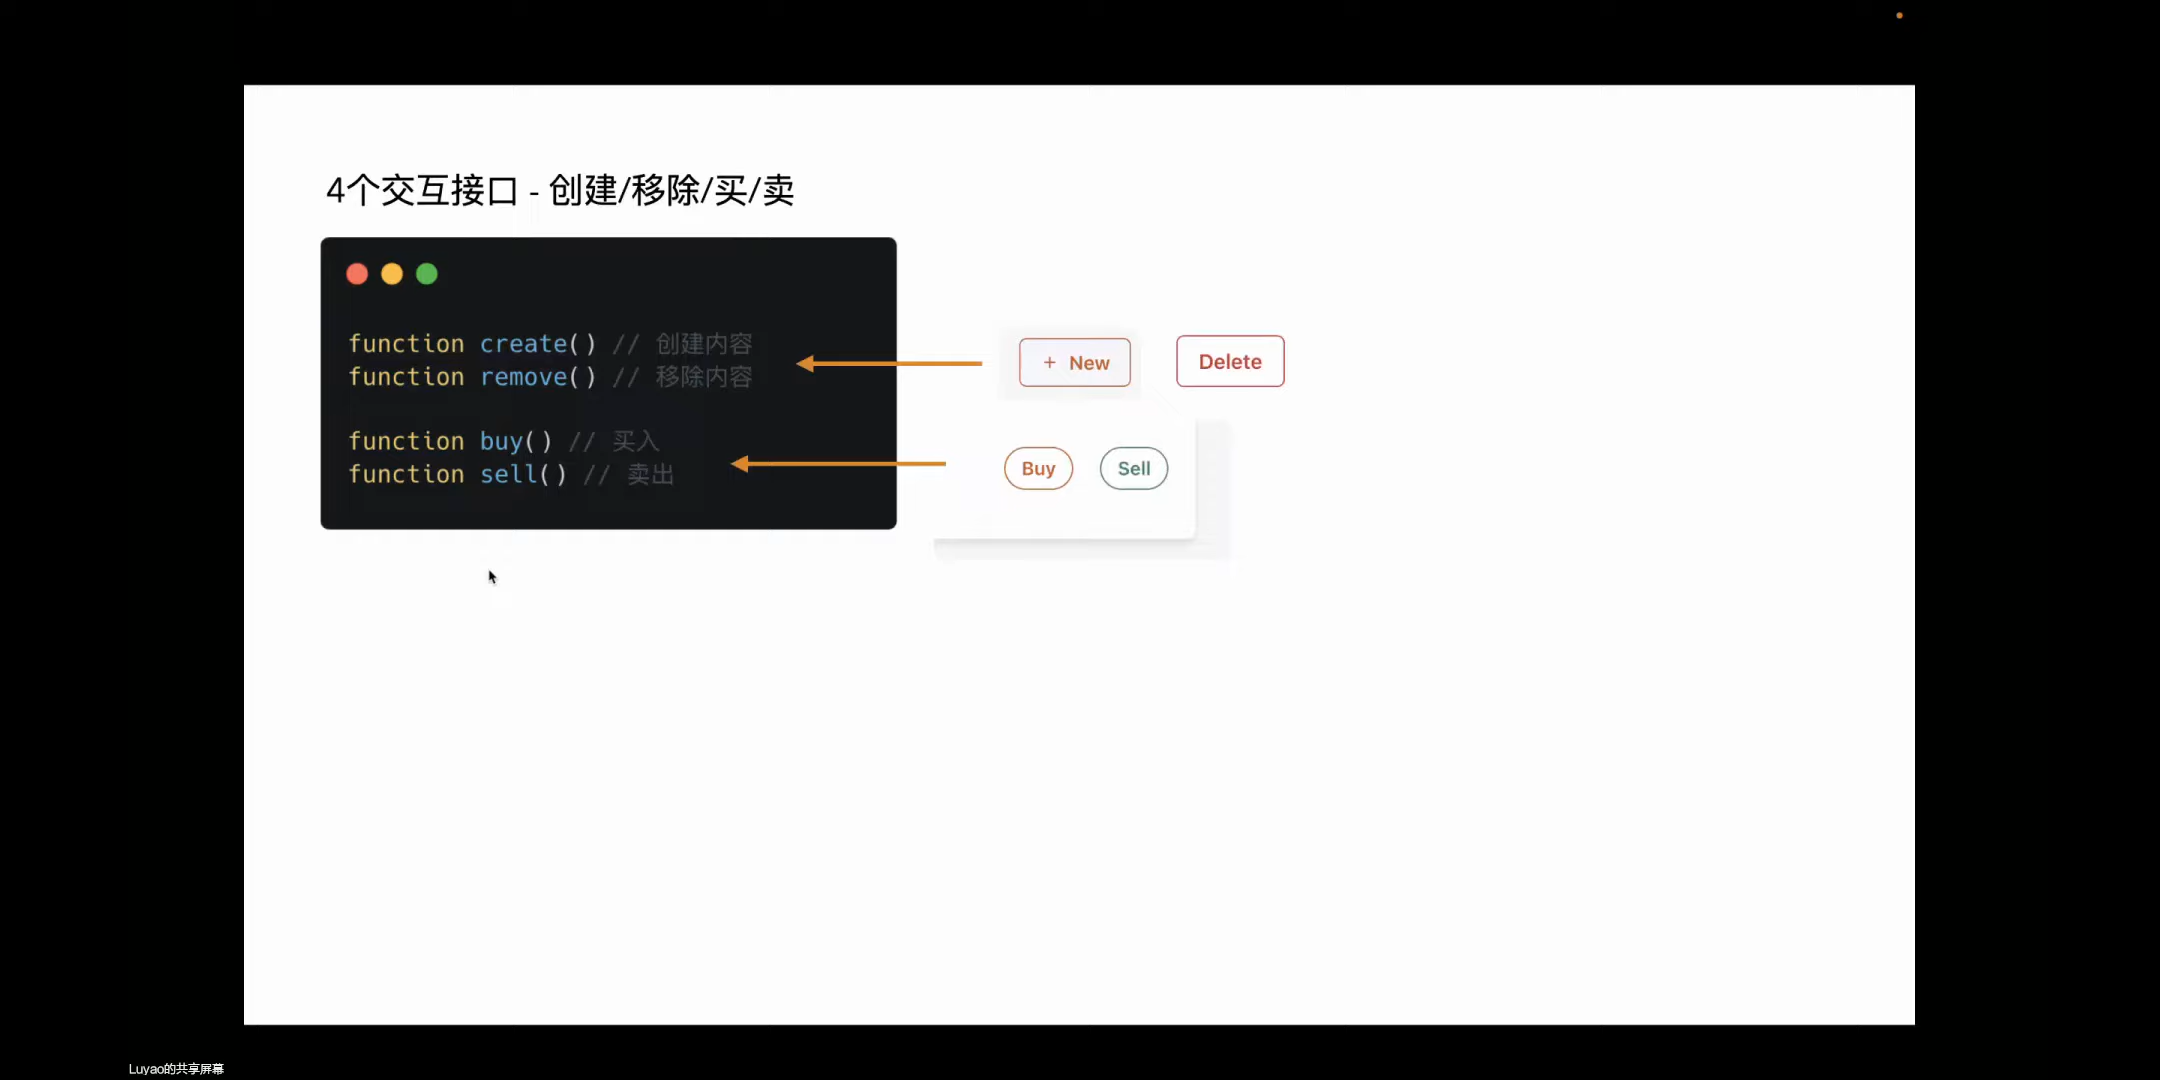 4个交互接口 - 创建/移除/买/卖
function create() // 创建内容
function remove() // 移除内容
function buy() // 买入
function sell() // 卖出
+ New
Delete
Buy
Sell
Luyao的共享屏幕